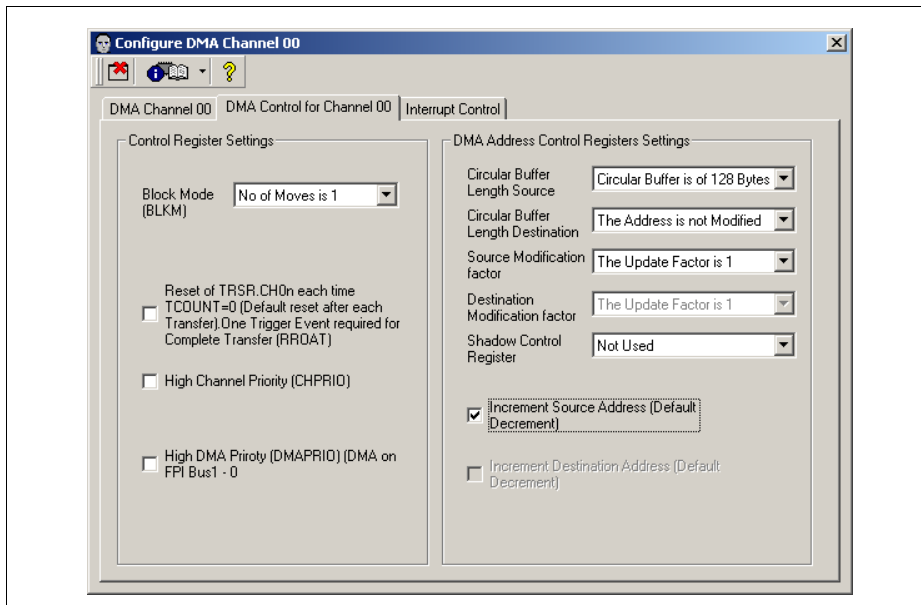 Configure DMA Channel 00
DMA Channel 00
DMA Control for Channel 00
Interrupt Control
Control Register Settings
Block Mode
(BLKM)
No of Moves is 1
Reset of TRSR.CH0n each time
TCOUNT=0 (Default reset after each
Transfer).One Trigger Event required for
Complete Transfer (RROAT)
High Channel Priority (CHPRIO)
High DMA Priroty (DMAPRIO) (DMA on
FPI Bus1 - 0
DMA Address Control Registers Settings
Circular Buffer
Length Source
Circular Buffer is of 128 Bytes
Circular Buffer
Length Destination
The Address is not Modified
Source Modification
factor
The Update Factor is 1
Destination
Modification factor
The Update Factor is 1
Shadow Control
Register
Not Used
Increment Source Address (Default
Decrement)
Increment Destination Address (Default
Decrement)